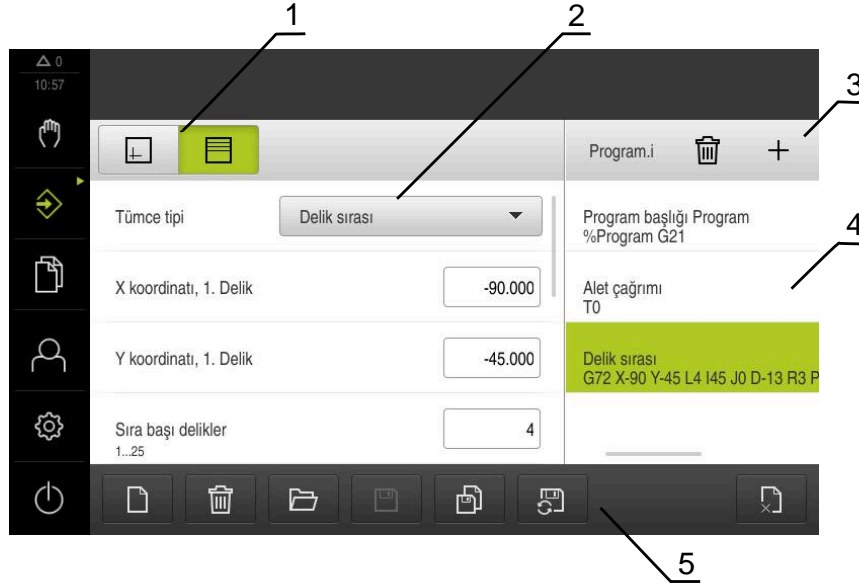 1
2
3
4
5
0
10:57
Program.i
Tümce tipi
Delik sırası
Program başlığı Program
%Program G21
X koordinatı, 1. Delik
-90.000
Alet çağrımı
T0
Y koordinatı, 1. Delik
-45.000
Delik sırası
G72 X-90 Y-45 L4 I45 J0 D-13 R3 P
Sıra başı delikler
1...25
4